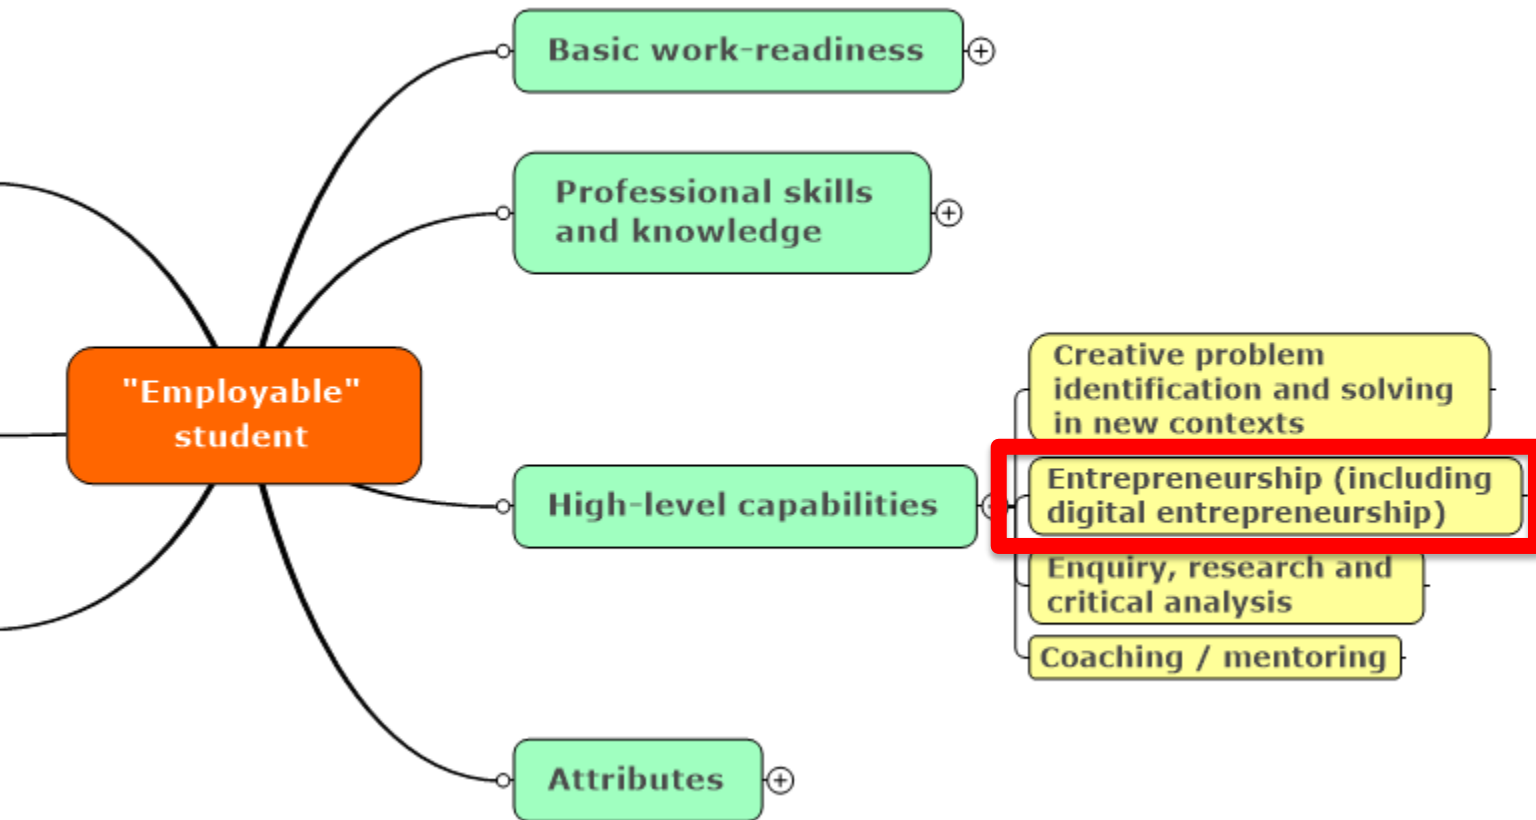 Basic work-readiness
Professional skills
and knowledge
"Employable"
student
High-level capabilities
Creative problem
identification and solving
in new contexts
Entrepreneurship (including
digital entrepreneurship)
Enquiry, research and
critical analysis
Coaching / mentoring
Attributes